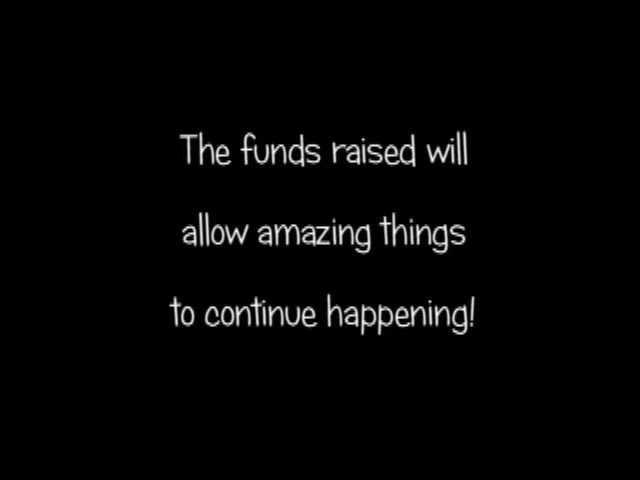 The funds raised will
allow amazing things
to continue happening!